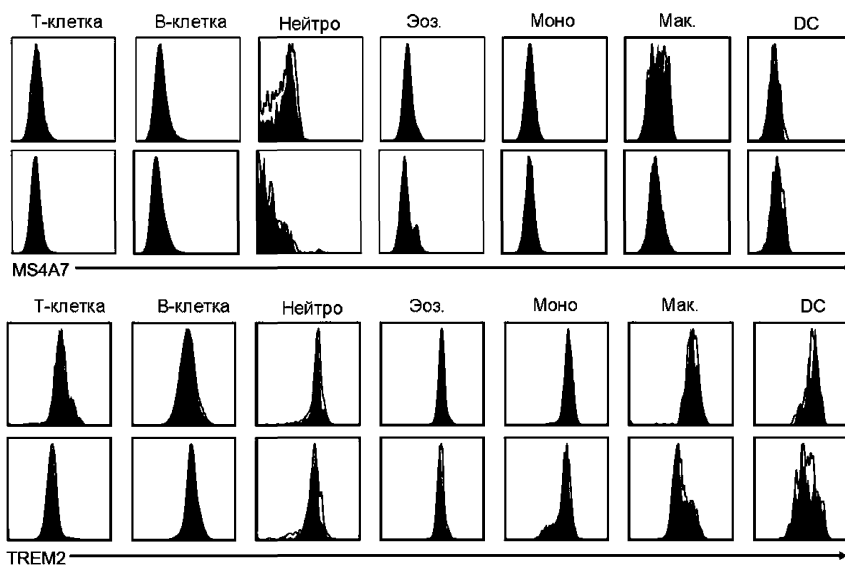 Т-клетка В-клетка Нейтро Эоз. Моно Мак. DC
MS4A7
Т-клетка В-клетка Нейтро Эоз. Моно Мак. DC
TREM2